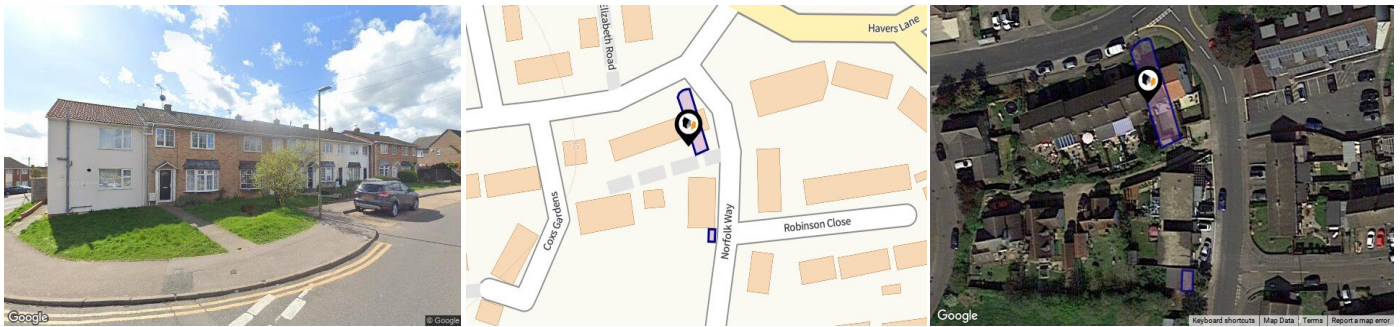 Google
© Google
Elizabeth Road
Havers Lane
Coxs Gardens
Norfolk Way
Robinson Close
Google
Keyboard shortcuts
Map Data
Terms
Report a map error